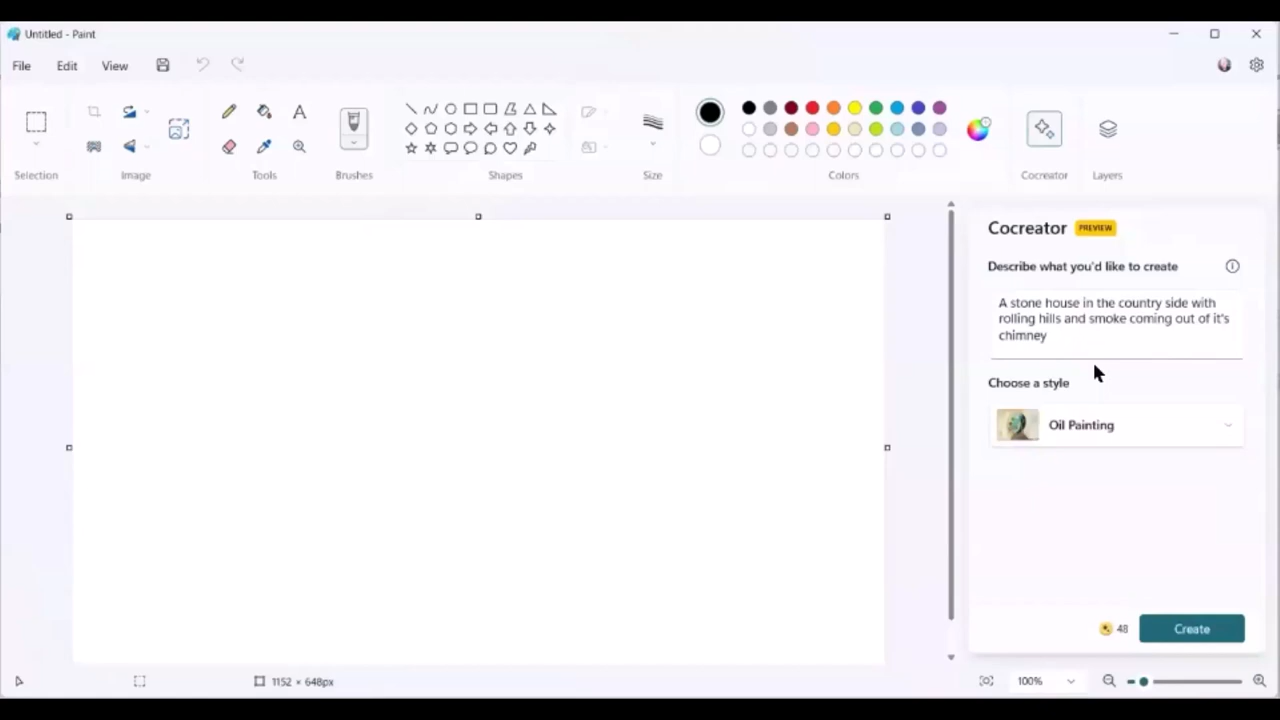 Untitled - Paint
File Edit View
Selection Image Tools Brushes Shapes Size Colors Cocreator Layers
Cocreator PREVIEW
Describe what you'd like to create
A stone house in the country side with
rolling hills and smoke coming out of it's
chimney
Choose a style
Oil Painting
48 Create
1152 × 648px 100%